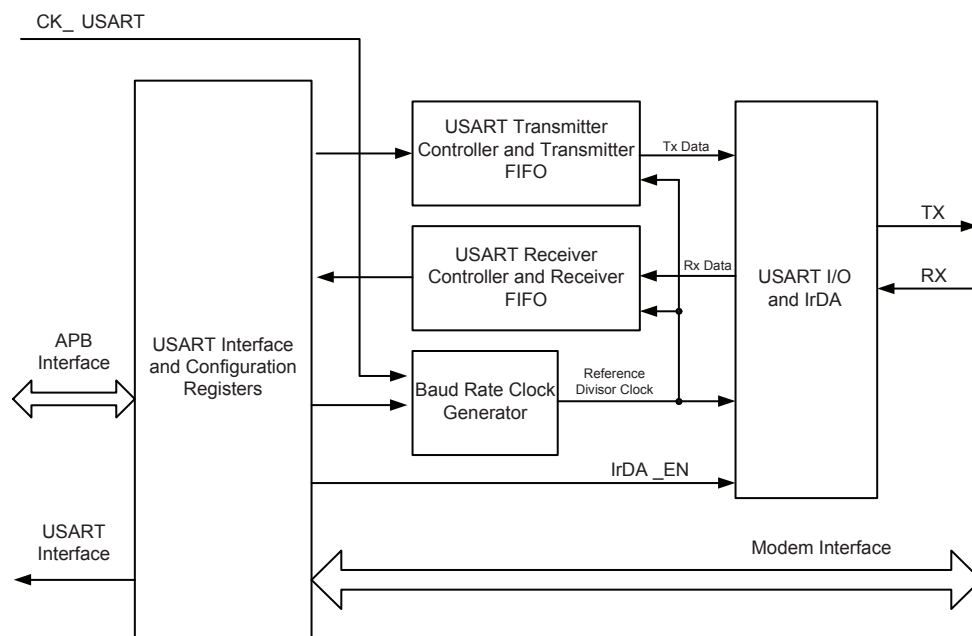 CK_ USART
USART Transmitter
Controller and Transmitter
FIFO
Tx Data
USART Receiver
Controller and Receiver
FIFO
Rx Data
USART I/O
and IrDA
TX
RX
APB
Interface
USART Interface
and Configuration
Registers
Baud Rate Clock
Generator
Reference
Divisor Clock
IrDA _EN
USART
Interface
Modem Interface